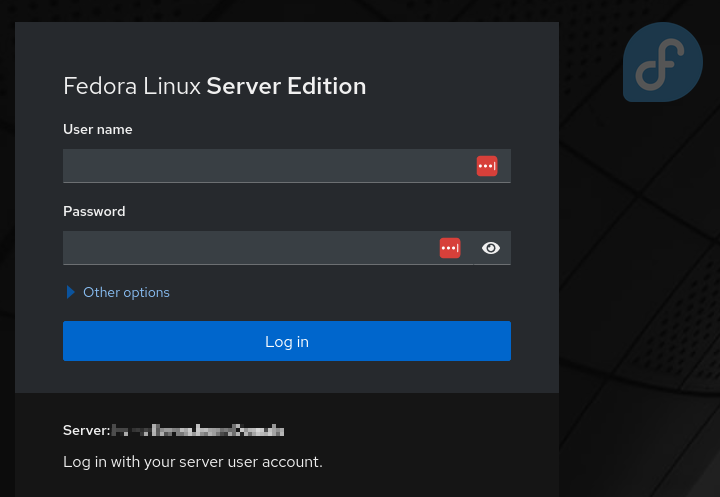 Fedora Linux Server Edition
User name
Password
Other options
Log in
Server:
Log in with your server user account.